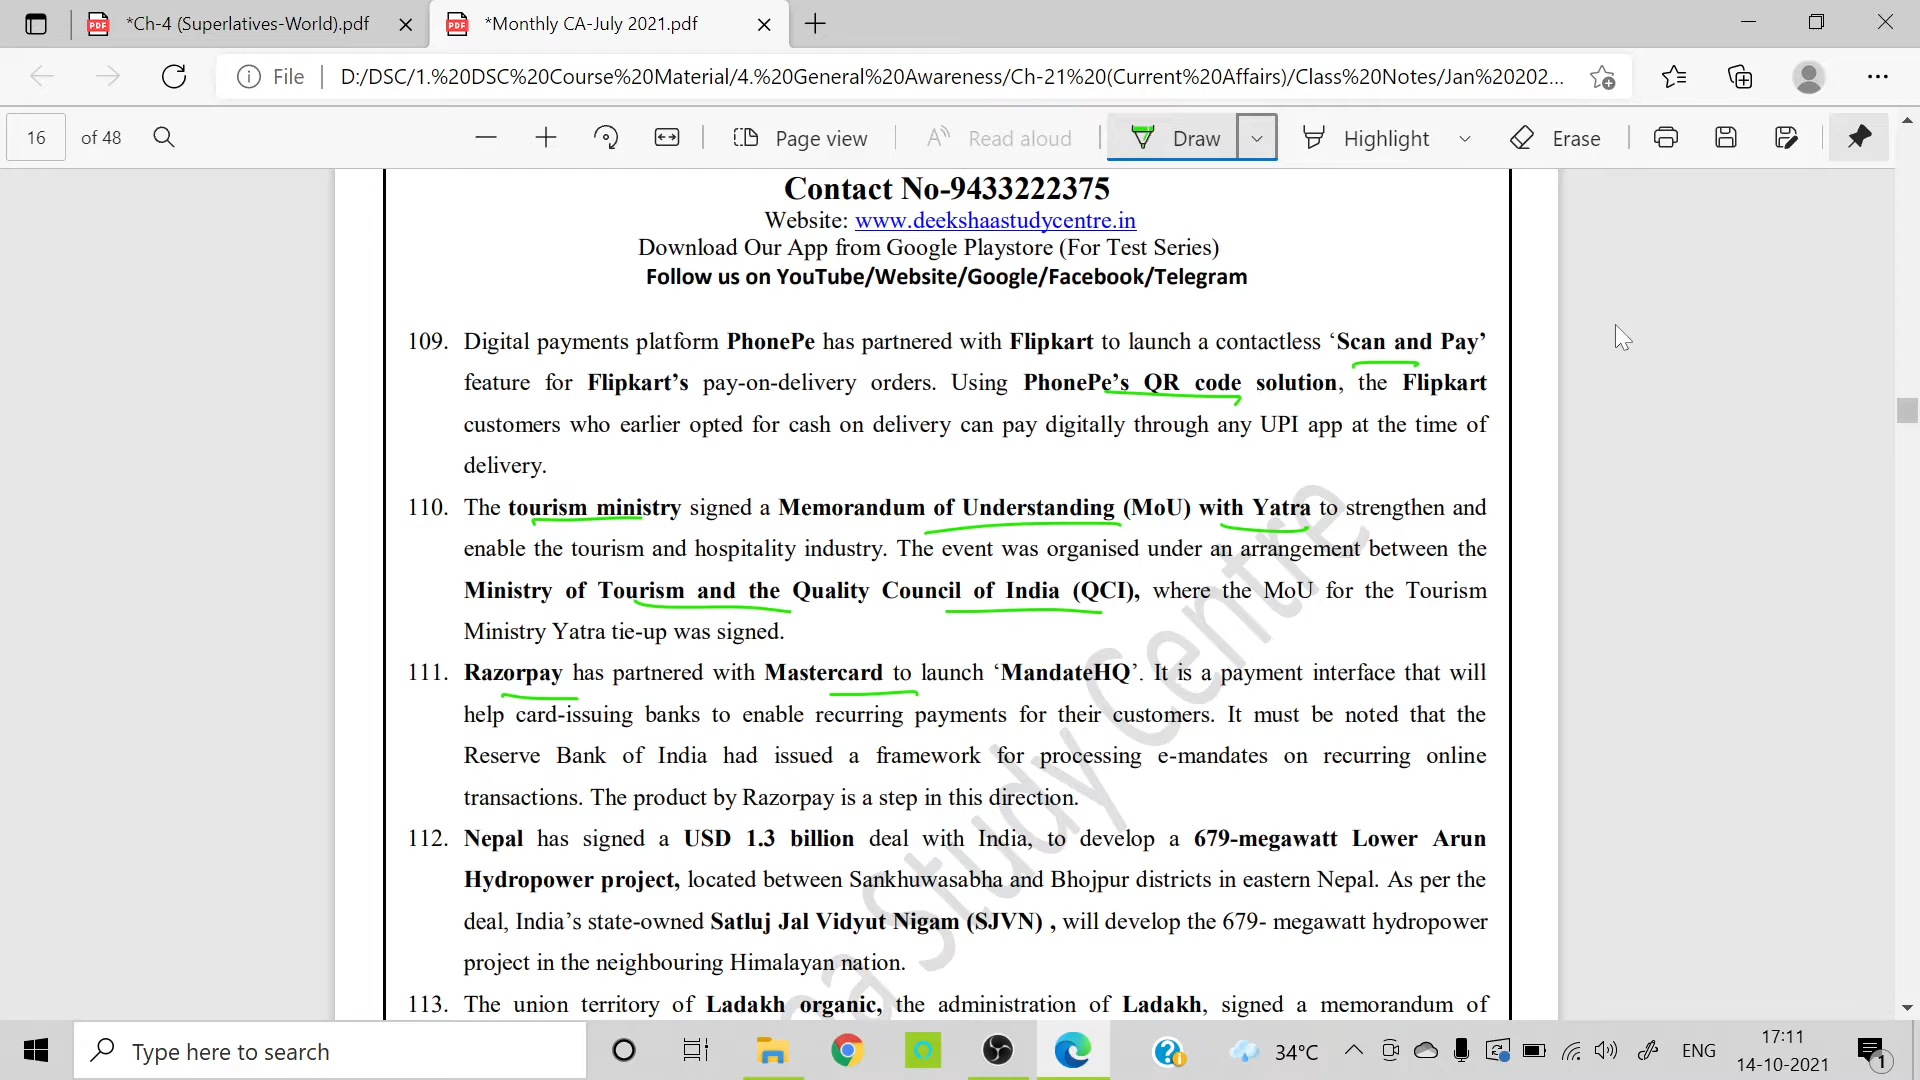 *Ch-4 (Superlatives-World).pdf
*Monthly CA-July 2021.pdf
File
D:/DSC/1.%20DSC%20Course%20Material/4.%20General%20Awareness/Ch-21%20(Current%20Affairs)/Class%20Notes/Jan%20202...
16 of 48
Page view
Read aloud
Draw
Highlight
Erase
Contact No-9433222375
Website: www.deekshaastudycentre.in
Download Our App from Google Playstore (For Test Series)
Follow us on YouTube/Website/Google/Facebook/Telegram
109. Digital payments platform PhonePe has partnered with Flipkart to launch a contactless ‘Scan and Pay’
feature for Flipkart’s pay-on-delivery orders. Using PhonePe’s QR code solution, the Flipkart
customers who earlier opted for cash on delivery can pay digitally through any UPI app at the time of
delivery.
110. The tourism ministry signed a Memorandum of Understanding (MoU) with Yatra to strengthen and
enable the tourism and hospitality industry. The event was organised under an arrangement between the
Ministry of Tourism and the Quality Council of India (QCI), where the MoU for the Tourism
Ministry Yatra tie-up was signed.
111. Razorpay has partnered with Mastercard to launch ‘MandateHQ’. It is a payment interface that will
help card-issuing banks to enable recurring payments for their customers. It must be noted that the
Reserve Bank of India had issued a framework for processing e-mandates on recurring online
transactions. The product by Razorpay is a step in this direction.
112. Nepal has signed a USD 1.3 billion deal with India, to develop a 679-megawatt Lower Arun
Hydropower project, located between Sankhuwasabha and Bhojpur districts in eastern Nepal. As per the
deal, India’s state-owned Satluj Jal Vidyut Nigam (SJVN) , will develop the 679- megawatt hydropower
project in the neighbouring Himalayan nation.
113. The union territory of Ladakh organic, the administration of Ladakh, signed a memorandum of
Study Centre
Type here to search
34°C
ENG
17:11
14-10-2021
1